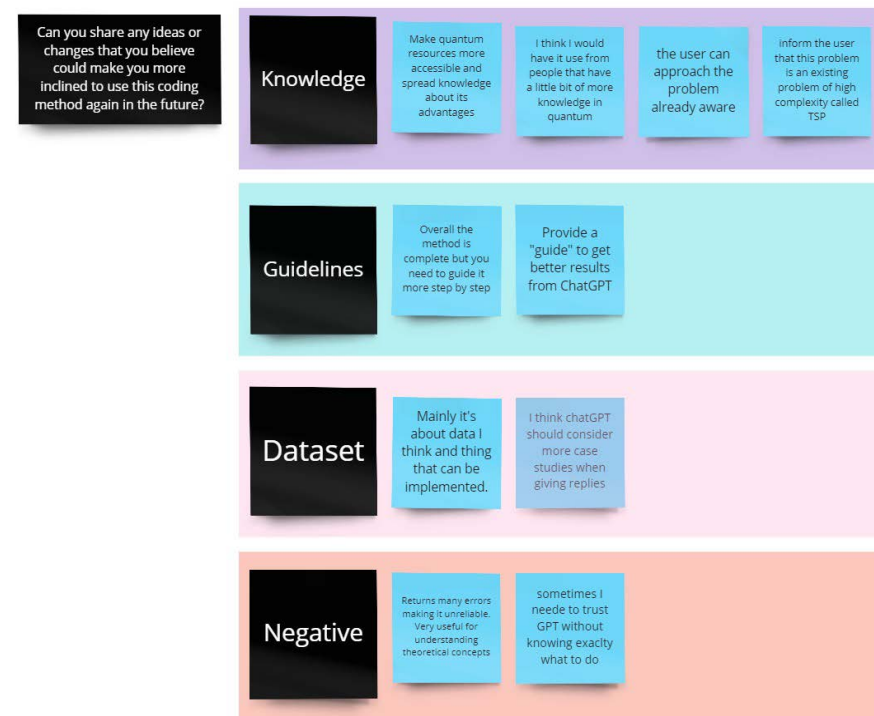 Can you share any ideas or
changes that you believe
could make you more
inclined to use this coding
method again in the future?
Knowledge
Make quantum
resources more
accessible and
spread knowledge
about its
advantages
I think I would
have it use from
people that have
a little bit of more
knowledge in
quantum
the user can
approach the
problem
already aware
inform the user
that this problem
is an existing
problem of high
complexity called
TSP
Guidelines
Overall the
method is
complete but you
need to guide it
more step by step
Provide a
"guide" to get
better results
from ChatGPT
Dataset
Mainly it's
about data I
think and thing
that can be
implemented.
I think chatGPT
should consider
more case
studies when
giving replies
Negative
Returns many errors
making it unreliable.
Very useful for
understanding
theoretical concepts
sometimes I
neede to trust
GPT without
knowing exaclty
what to do